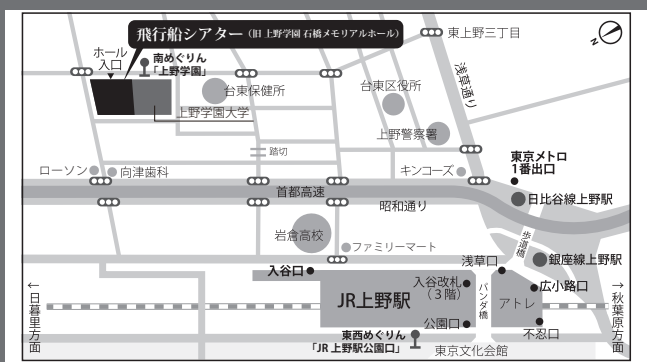 飛行船シアター（旧 上野学園 石橋メモリアルホール）
東上野三丁目
N
ホール
入口
南めぐりん
「上野学園」
浅草通り
台東保健所
台東区役所
上野学園大学
上野警察署
踏切
東京メトロ
1番出口
ローソン
向津歯科
キンコーズ
首都高速
日比谷線上野駅
昭和通り
岩倉高校
歩道橋
ファミリーマート
入谷口
浅草口
銀座線上野駅
入谷改札
（3階）
広小路口
JR上野駅
パンダ橋
アトレ
←日暮里方面
→秋葉原方面
公園口
不忍口
東西めぐりん
「JR上野駅公園口」
東京文化会館